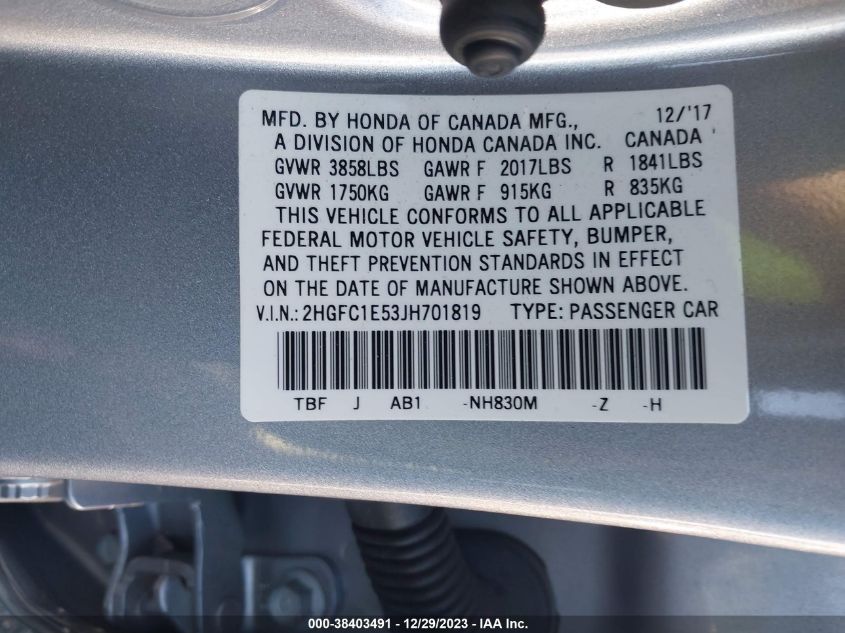 MFD. BY HONDA OF CANADA MFG., 12/'17
A DIVISION OF HONDA CANADA INC. CANADA
GVWR 3858LBS GAWR F 2017LBS R 1841LBS
GVWR 1750KG GAWR F 915KG R 835KG
THIS VEHICLE CONFORMS TO ALL APPLICABLE
FEDERAL MOTOR VEHICLE SAFETY, BUMPER,
AND THEFT PREVENTION STANDARDS IN EFFECT
ON THE DATE OF MANUFACTURE SHOWN ABOVE.
V.I.N.: 2HGFC1E53JH701819 TYPE: PASSENGER CAR
TBF J AB1 -NH830M -Z -H
000-38403491 - 12/29/2023 - IAA Inc.